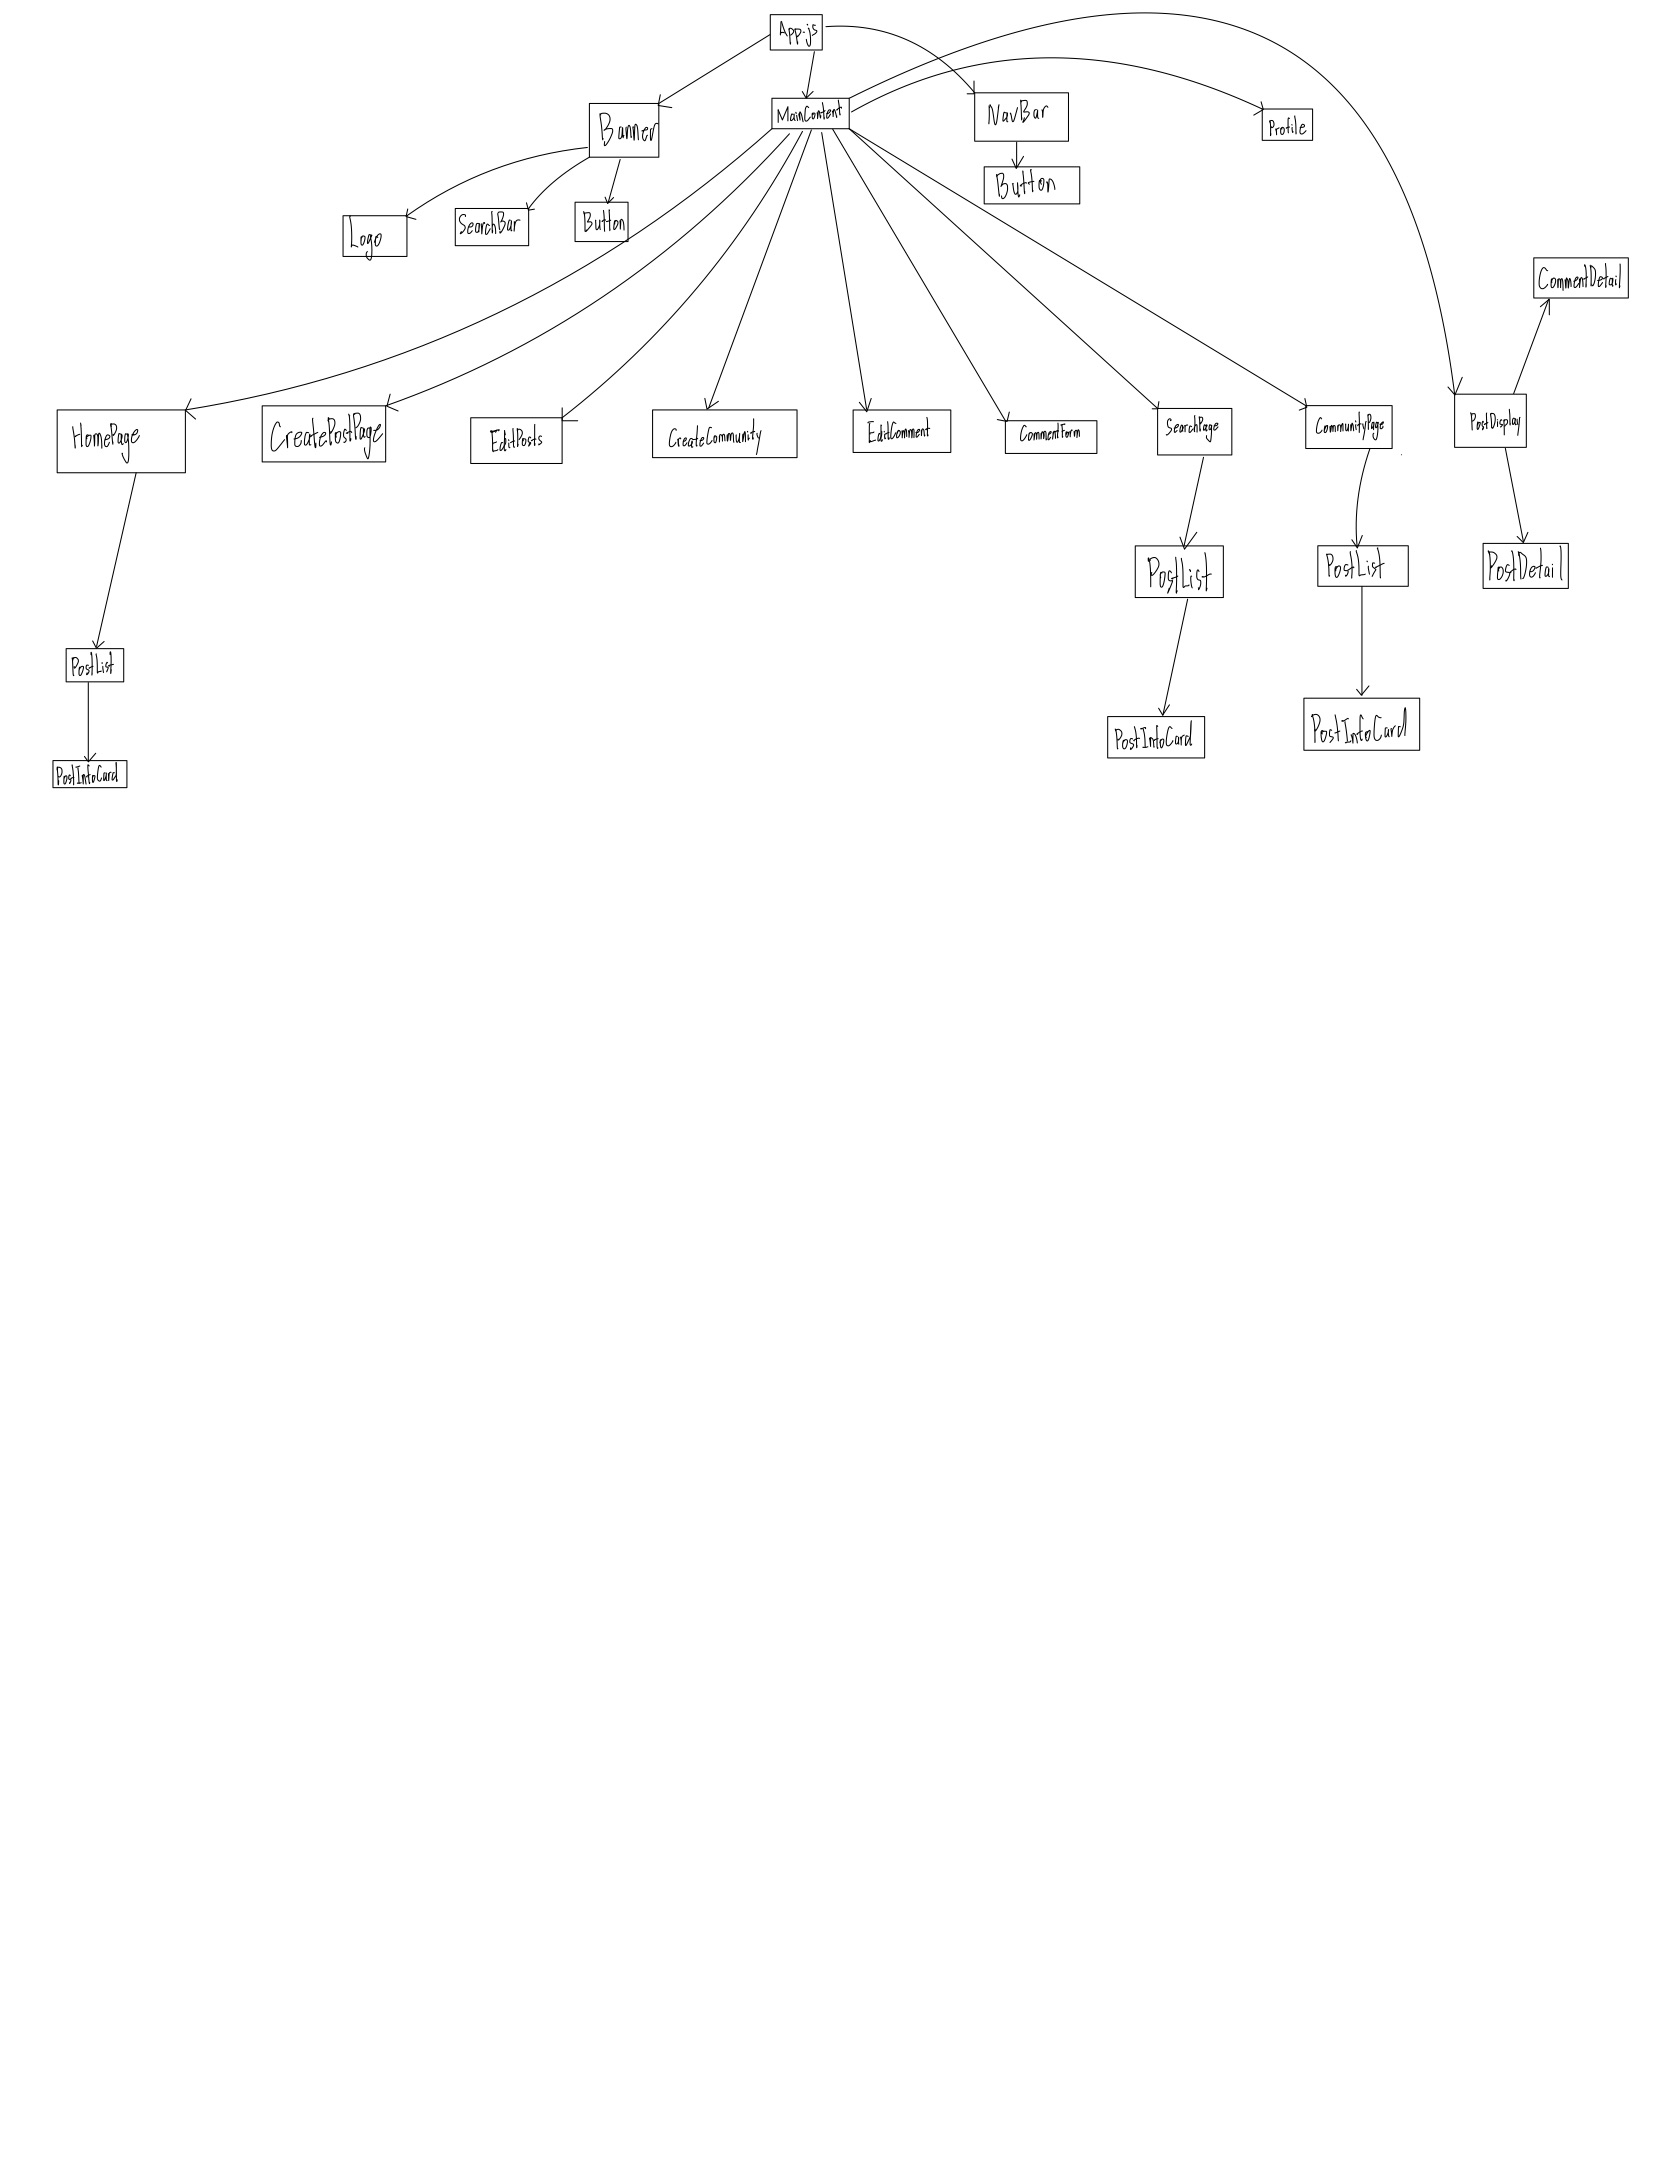 App.js
Banner
MainContent
NavBar
Profile
Button
Logo
SearchBar
Button
CommentDetail
HomePage
CreatePostPage
EditPosts
CreateCommunity
EditComment
CommentForm
SearchPage
CommunityPage
PostDisplay
PostList
PostList
PostDetail
PostList
PostInfoCard
PostInfoCard
PostInfoCard